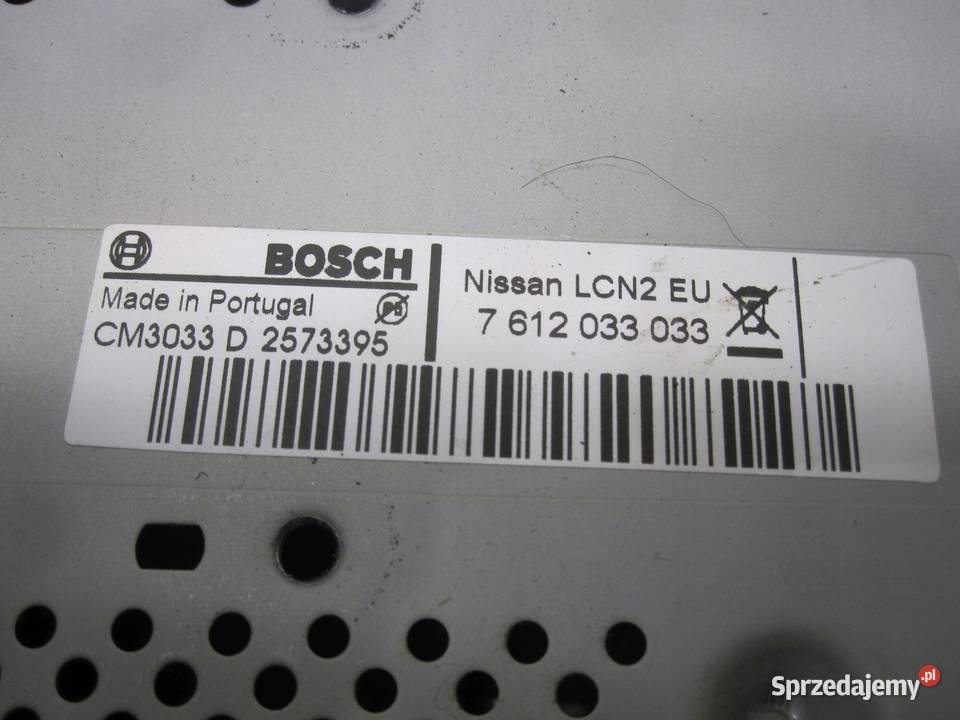 BOSCH
Made in Portugal
CM3033 D 2573395
Nissan LCN2 EU
7 612 033 033
Sprzedajemy.pl